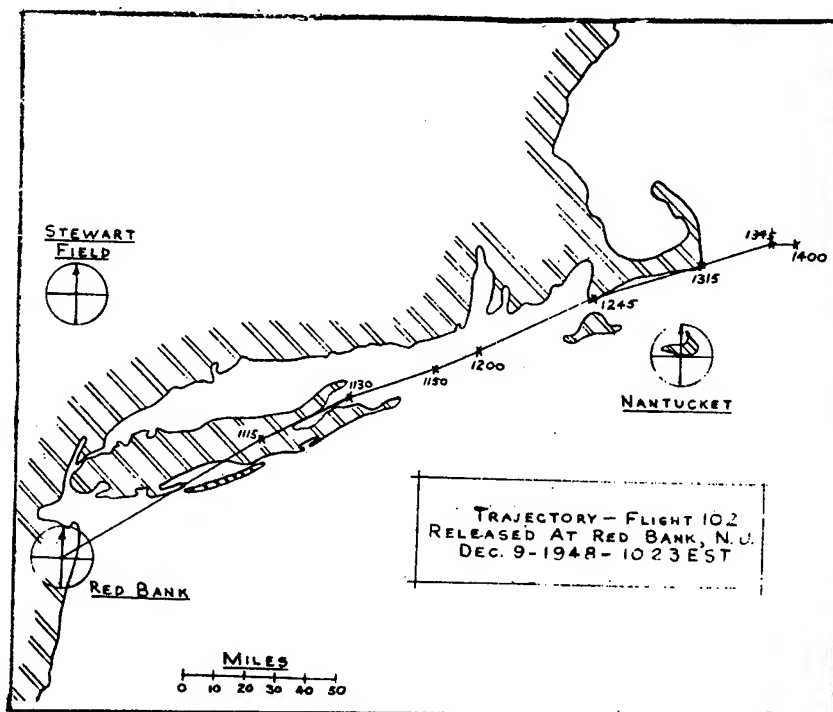 STEWART
FIELD
1345
1400
1315
1245
1200
1150
1130
1115
NANTUCKET
TRAJECTORY — FLIGHT 102
RELEASED AT RED BANK, N.J.
DEC. 9-1948-1023 EST
RED BANK
MILES
0 10 20 30 40 50